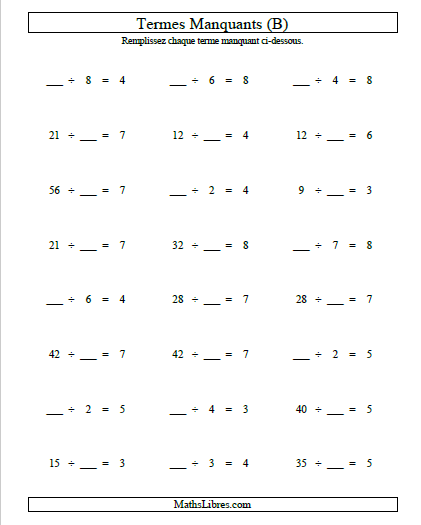 Termes Manquants (B)
Remplissez chaque terme manquant ci-dessous.
___ ÷ 8 = 4 ___ ÷ 6 = 8 ___ ÷ 4 = 8
21 ÷ ___ = 7 12 ÷ ___ = 4 12 ÷ ___ = 6
56 ÷ ___ = 7 ___ ÷ 2 = 4 9 ÷ ___ = 3
21 ÷ ___ = 7 32 ÷ ___ = 8 ___ ÷ 7 = 8
___ ÷ 6 = 4 28 ÷ ___ = 7 28 ÷ ___ = 7
42 ÷ ___ = 7 42 ÷ ___ = 7 ___ ÷ 2 = 5
___ ÷ 2 = 5 ___ ÷ 4 = 3 40 ÷ ___ = 5
15 ÷ ___ = 3 ___ ÷ 3 = 4 35 ÷ ___ = 5
MathsLibres.com